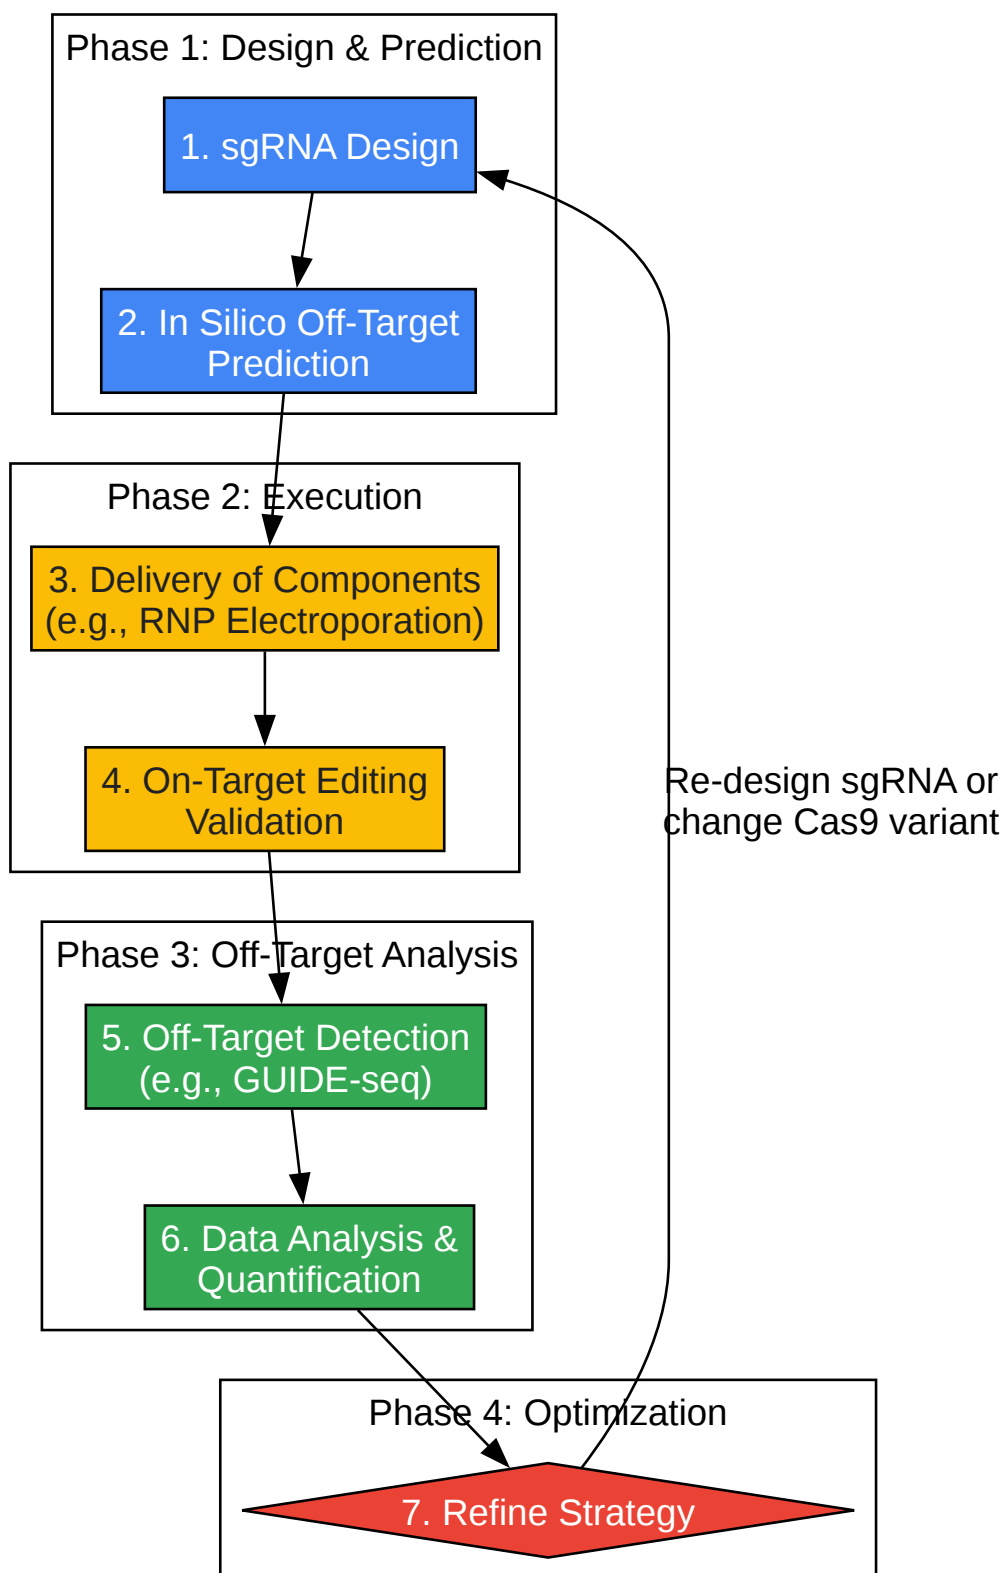 Phase 1: Design & Prediction
1. sgRNA Design
2. In Silico Off-Target
Prediction
Phase 2: Execution
3. Delivery of Components
(e.g., RNP Electroporation)
4. On-Target Editing
Validation
Re-design sgRNA or
change Cas9 variant
Phase 3: Off-Target Analysis
5. Off-Target Detection
(e.g., GUIDE-seq)
6. Data Analysis &
Quantification
Phase 4: Optimization
7. Refine Strategy